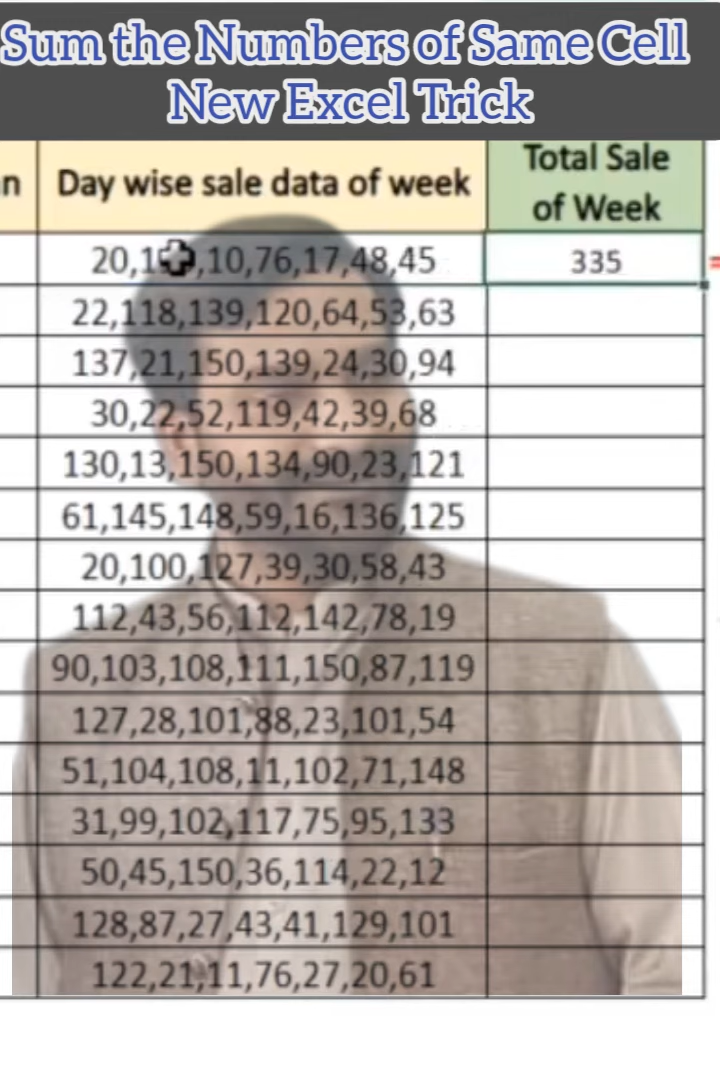 Sum the Numbers of Same Cell
New Excel Trick
n
Day wise sale data of week
Total Sale
of Week
,10,76,17,48,45
335
=
22,118,139,120,64,53,63
137,21,150,139,24,30,94
30,22,52,119,42,39,68
130,13,150,134,90,23,121
61,145,148,59,16,136,125
20,100,127,39,30,58,43
112,43,56,112,142,78,19
90,103,108,111,150,87,119
127,28,101,88,23,101,54
51,104,108,11,102,71,148
31,99,102,117,75,95,133
50,45,150,36,114,22,12
128,87,27,43,41,129,101
122,21,11,76,27,20,61